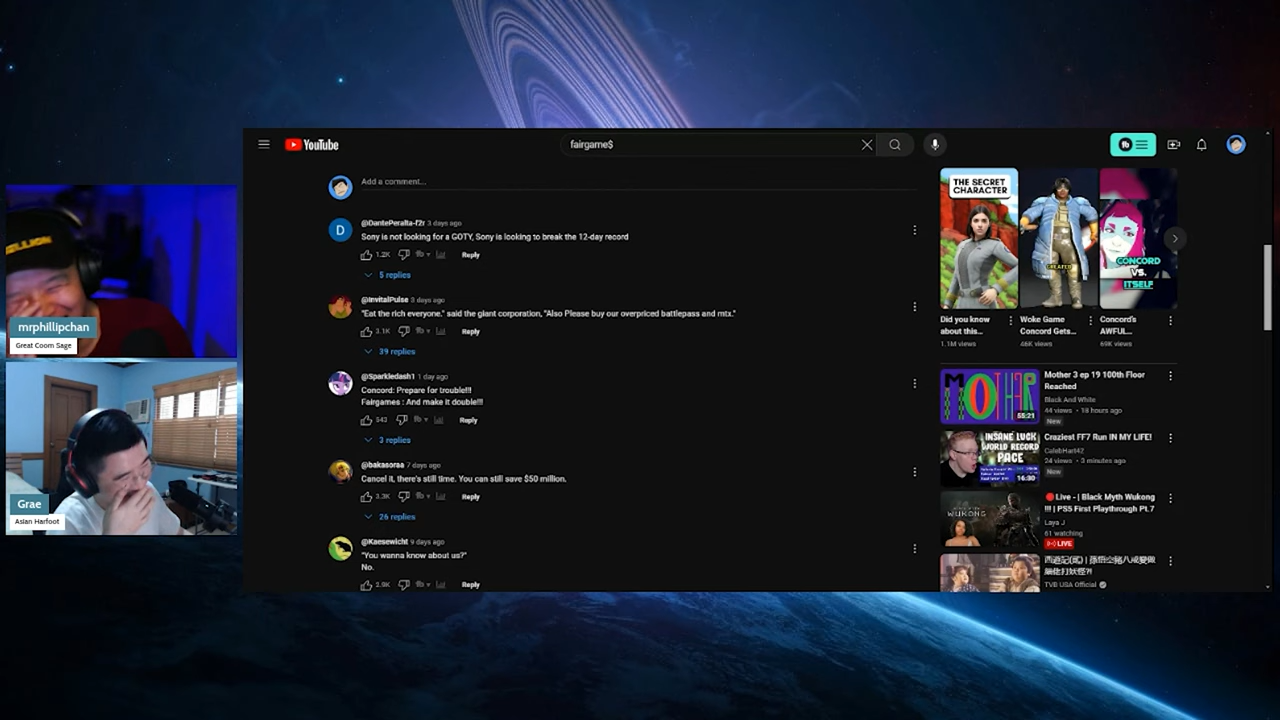 YouTube
fairgame$
Add a comment...
D
@DantePeralta-f2r 3 days ago
Sony is not looking for a GOTY, Sony is looking to break the 12-day record
1.2K
Reply
5 replies
@InvitalPulse 3 days ago
"Eat the rich everyone." said the giant corporation, "Also Please buy our overpriced battlepass and mtx."
3.1K
Reply
39 replies
@Sparkledash1 1 day ago
Concord: Prepare for trouble!!!
Fairgames : And make it double!!!
543
Reply
3 replies
@bakasoraa 7 days ago
Cancel it, there's still time. You can still save $50 million.
3.3K
Reply
26 replies
@Kaesewicht 9 days ago
"You wanna know about us?"
No.
Reply
mrphillipchan
Great Coom Sage
Grae
Asian Harfoot
THE SECRET
CHARACTER
Did you know
about this...
1.1M views
Woke Game
Concord Gets...
46K views
CONCORD
VS.
ITSELF
Concord's
AWFUL...
69K views
MOTHER
55:21
Mother 3 ep 19 100th Floor
Reached
Black And White
44 views • 18 hours ago
New
INSANE LUCK
WORLD RECORD
PACE
16:30
Craziest FF7 Run IN MY LIFE!
CalebHart42
24 views • 3 minutes ago
New
WUKONG
Live - | Black Myth Wukong
!!! | PS5 First Playthrough Pt.7
Laya J
61 watching
LIVE
TVB USA Official